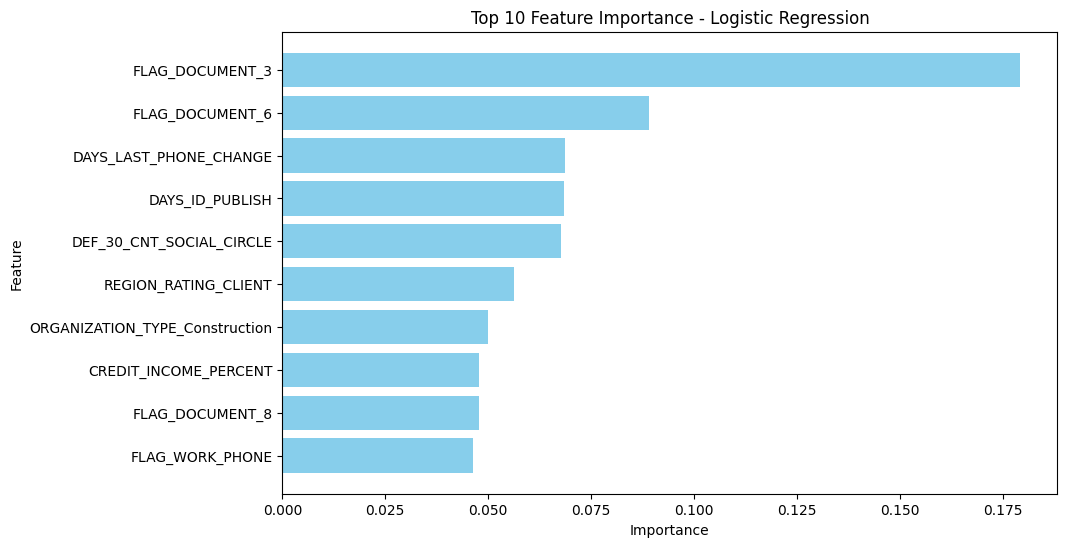 Top 10 Feature Importance - Logistic Regression
Feature
FLAG_DOCUMENT_3
FLAG_DOCUMENT_6
DAYS_LAST_PHONE_CHANGE
DAYS_ID_PUBLISH
DEF_30_CNT_SOCIAL_CIRCLE
REGION_RATING_CLIENT
ORGANIZATION_TYPE_Construction
CREDIT_INCOME_PERCENT
FLAG_DOCUMENT_8
FLAG_WORK_PHONE
0.000 0.025 0.050 0.075 0.100 0.125 0.150 0.175
Importance